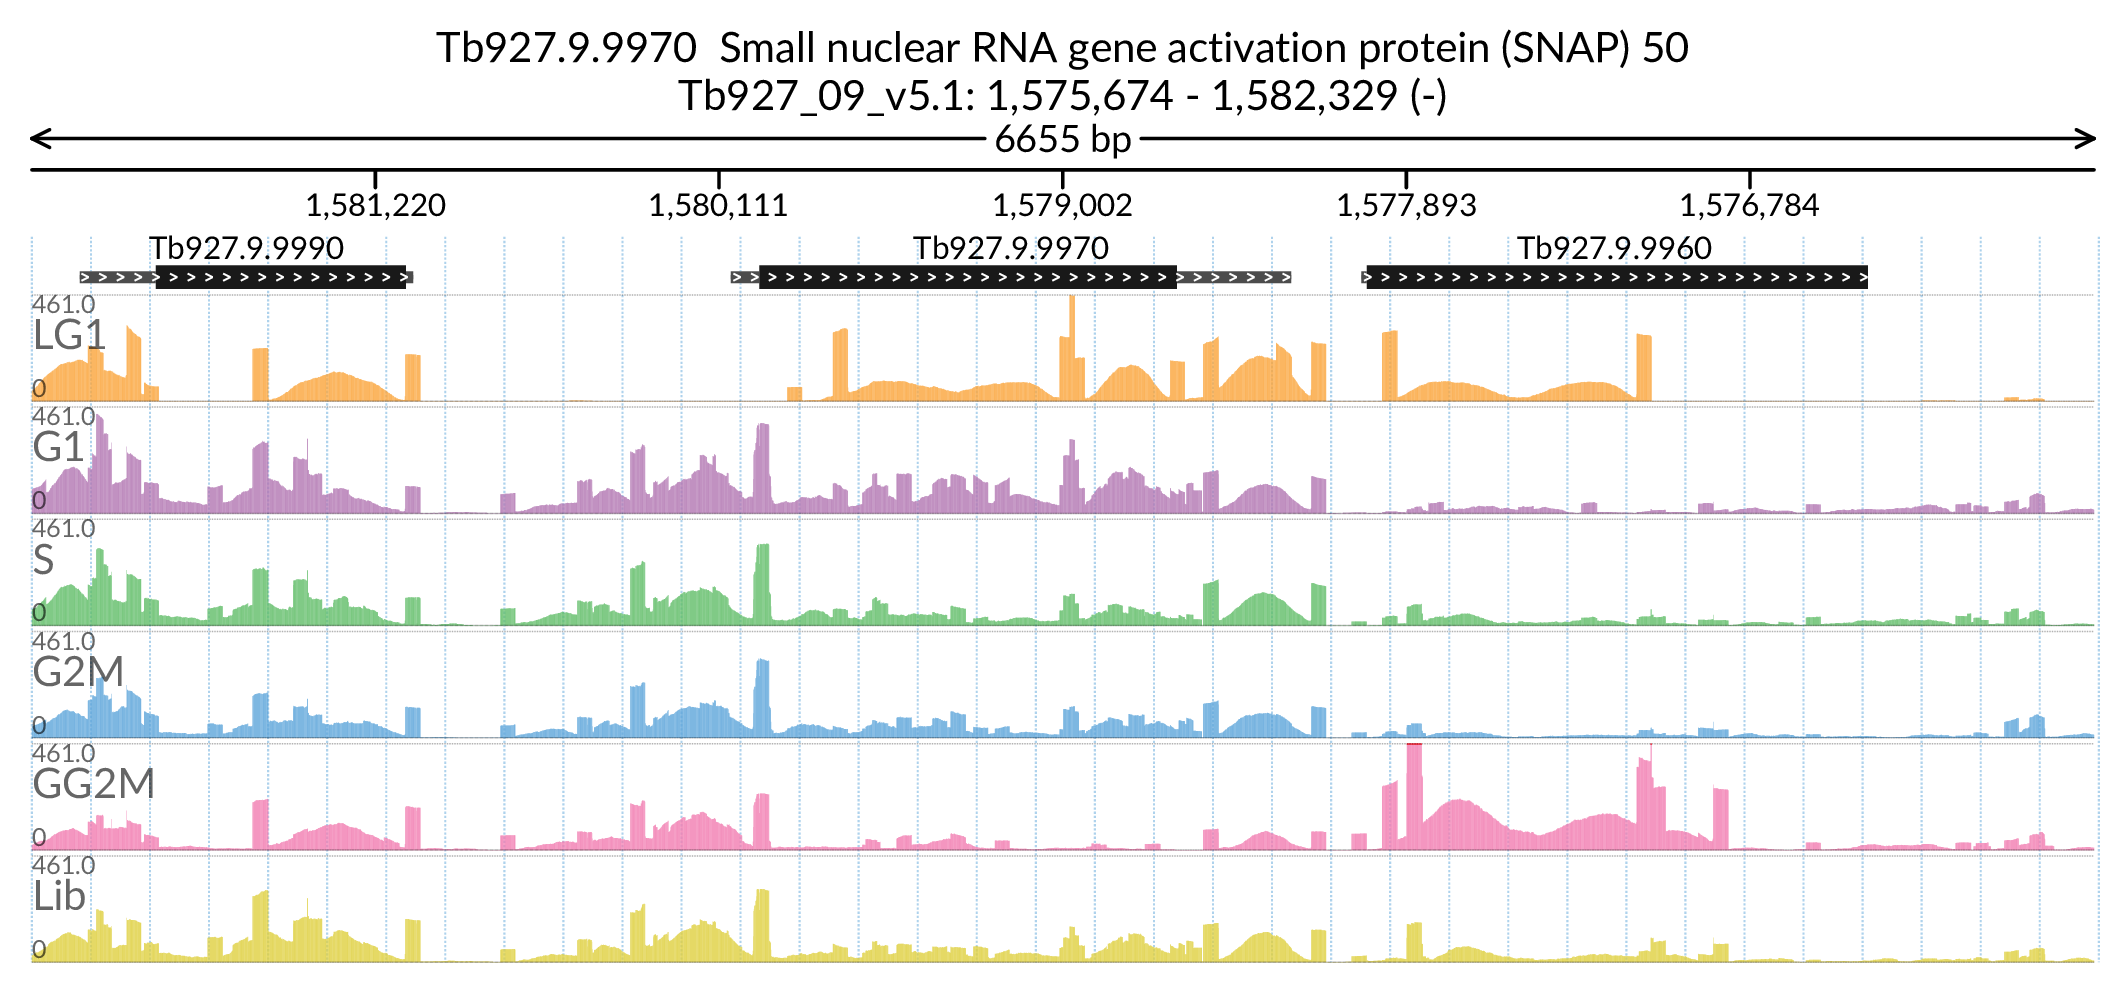 Tb927.9.9970 Small nuclear RNA gene activation protein (SNAP) 50
Tb927_09_v5.1: 1,575,674 - 1,582,329 (-)
6655 bp
1,581,220 1,580,111 1,579,002 1,577,893 1,576,784
Tb927.9.9990 Tb927.9.9970 Tb927.9.9960
461.0
LG1
0
461.0
G1
0
461.0
S
0
461.0
G2M
0
461.0
GG2M
0
461.0
Lib
0